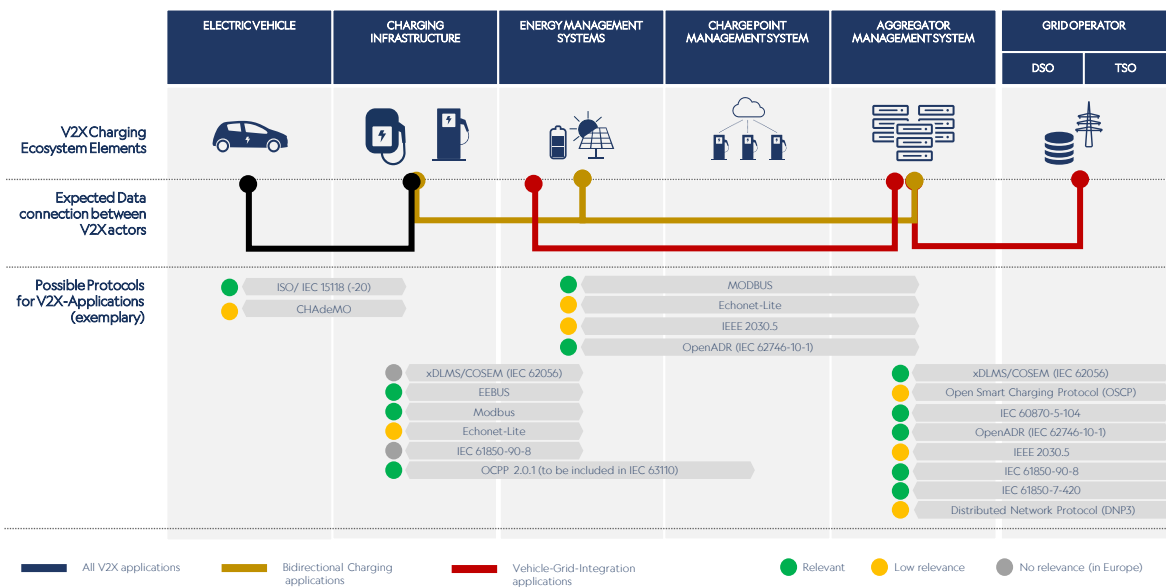 ELECTRIC VEHICLE
CHARGING
INFRASTRUCTURE
ENERGY MANAGEMENT
SYSTEMS
CHARGE POINT
MANAGEMENT SYSTEM
AGGREGATOR
MANAGEMENT SYSTEM
GRID OPERATOR
DSO
TSO
V2X Charging
Ecosystem Elements
Expected Data
connection between
V2X actors
Possible Protocols
for V2X-Applications
(exemplary)
ISO/ IEC 15118 (-20)
CHAdeMO
MODBUS
Echonet-Lite
IEEE 2030.5
OpenADR (IEC 62746-10-1)
xDLMS/COSEM (IEC 62056)
EEBUS
Modbus
Echonet-Lite
IEC 61850-90-8
OCPP 2.0.1 (to be included in IEC 63110)
xDLMS/COSEM (IEC 62056)
Open Smart Charging Protocol (OSCP)
IEC 60870-5-104
OpenADR (IEC 62746-10-1)
IEEE 2030.5
IEC 61850-90-8
IEC 61850-7-420
Distributed Network Protocol (DNP3)
All V2X applications
Bidirectional Charging
applications
Vehicle-Grid-Integration
applications
Relevant
Low relevance
No relevance (in Europe)